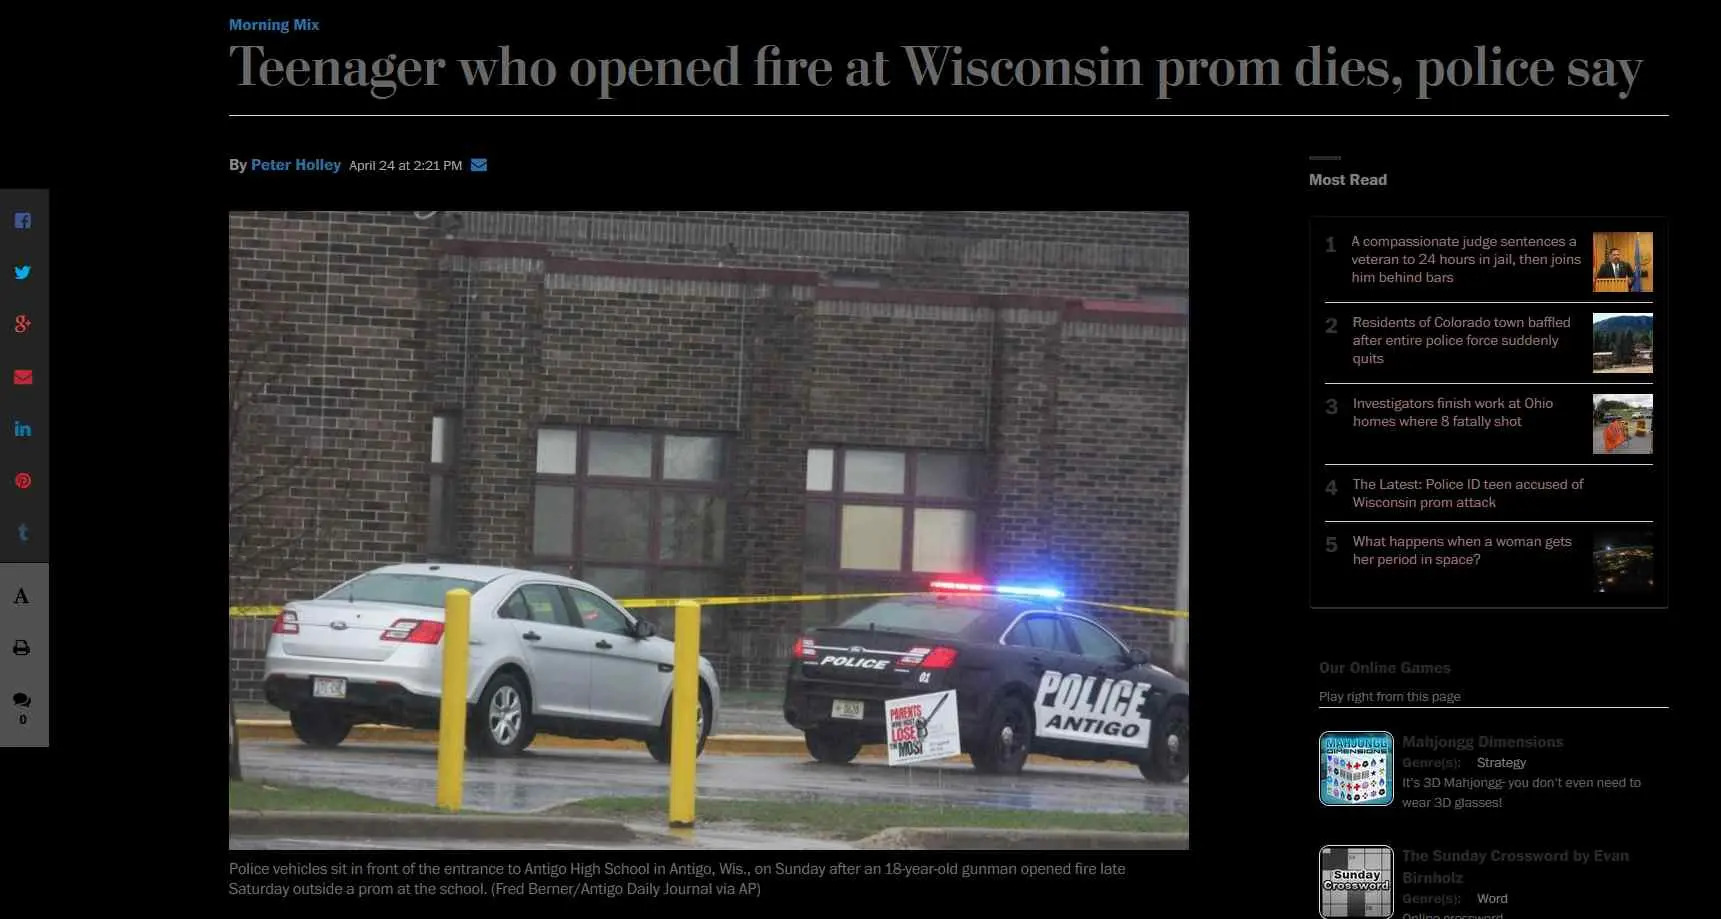 Morning Mix
Teenager who opened fire at Wisconsin prom dies, police say
By Peter Holley April 24 at 2:21 PM
POLICE
01
PARENTS
LOSE
MOST
POLICE
ANTIGO
Police vehicles sit in front of the entrance to Antigo High School in Antigo, Wis., on Sunday after an 18-year-old gunman opened fire late
Saturday outside a prom at the school. (Fred Berner/Antigo Daily Journal via AP)
A
0
Most Read
1 A compassionate judge sentences a
veteran to 24 hours in jail, then joins
him behind bars
2 Residents of Colorado town baffled
after entire police force suddenly
quits
3 Investigators finish work at Ohio
homes where 8 fatally shot
4 The Latest: Police ID teen accused of
Wisconsin prom attack
5 What happens when a woman gets
her period in space?
Our Online Games
Play right from this page
MAHJONGG
DIMENSIONS
Mahjongg Dimensions
Genre(s): Strategy
It's 3D Mahjongg- you don't even need to
wear 3D glasses!
Sunday
Crossword
The Sunday Crossword by Evan
Birnholz
Genre(s): Word
Online crossword